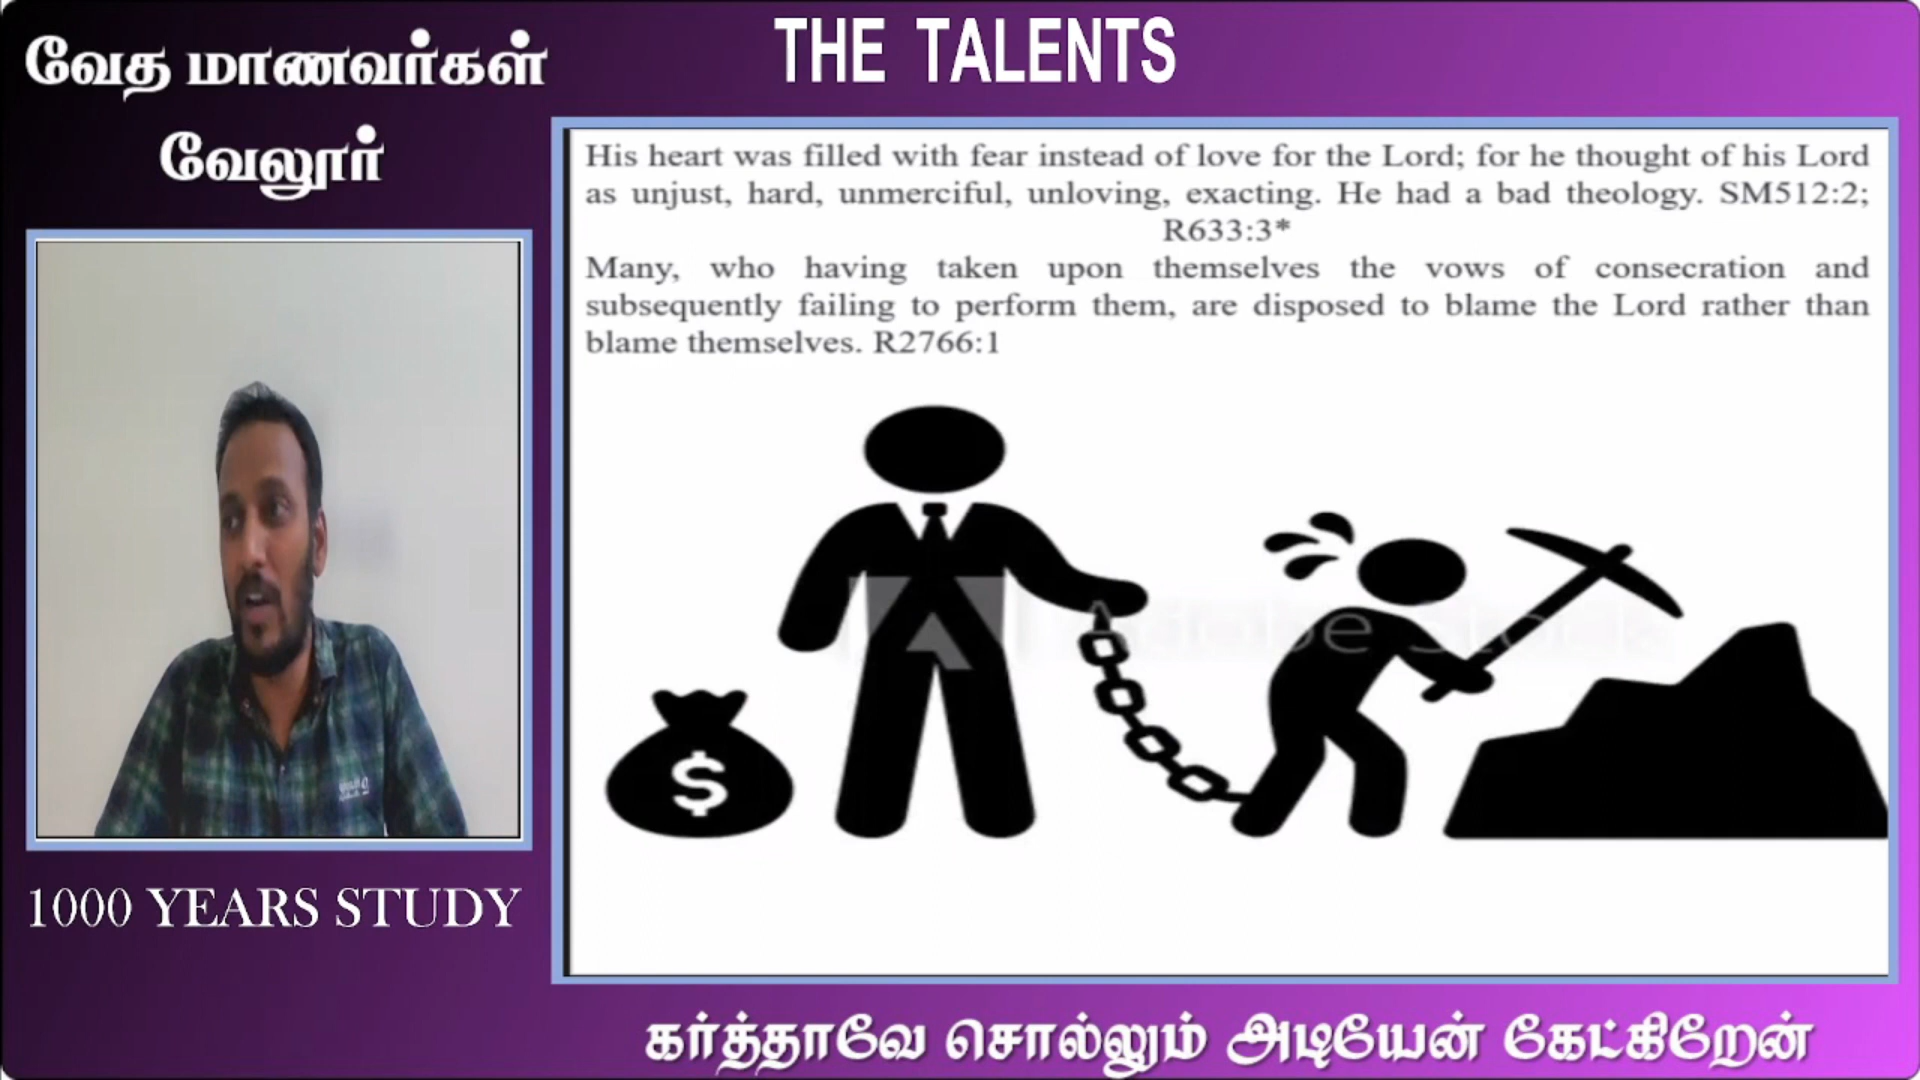 வேத மாணவர்கள்
வேலூர்
THE TALENTS
His heart was filled with fear instead of love for the Lord; for he thought of his Lord
as unjust, hard, unmerciful, unloving, exacting. He had a bad theology. SM512:2;
R633:3*
Many, who having taken upon themselves the vows of consecration and
subsequently failing to perform them, are disposed to blame the Lord rather than
blame themselves. R2766:1
$
Adobe Stock
1000 YEARS STUDY
கர்த்தாவே சொல்லும் அடியேன் கேட்கிறேன்